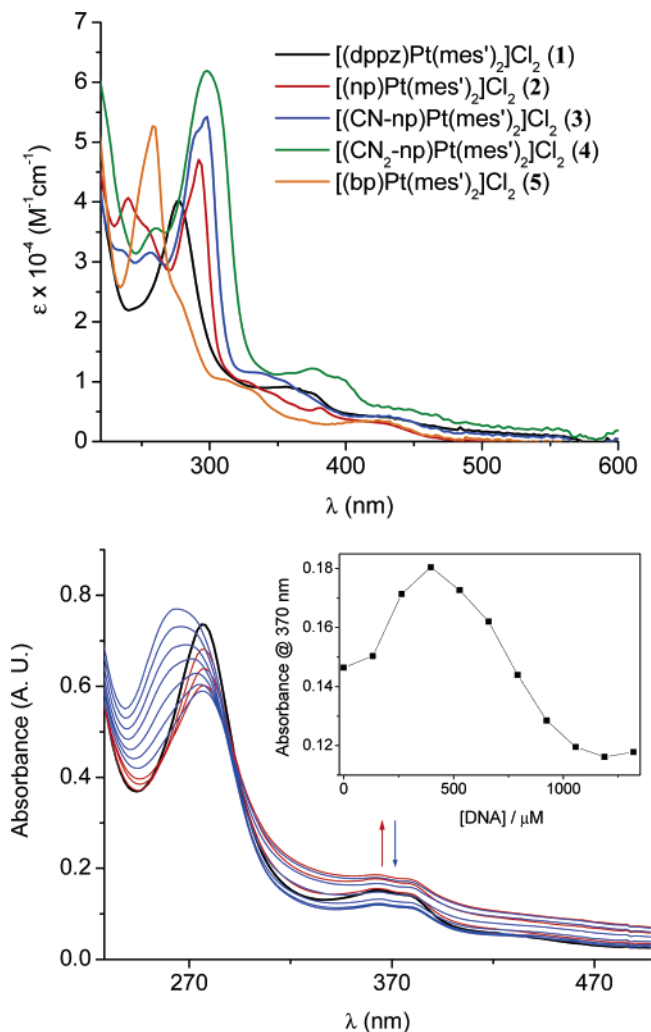 [(dppz)Pt(mes')₂]Cl₂ (1)
[(np)Pt(mes')₂]Cl₂ (2)
[(CN-np)Pt(mes')₂]Cl₂ (3)
[(CN₂-np)Pt(mes')₂]Cl₂ (4)
[(bp)Pt(mes')₂]Cl₂ (5)
ε x 10⁻⁴ (M⁻¹cm⁻¹)
7
6
5
4
3
2
1
0
300 400 500 600
λ (nm)
Absorbance (A. U.)
0.8
0.6
0.4
0.2
0.0
270 370 470
λ (nm)
Absorbance @ 370 nm
0.18
0.16
0.14
0.12
0 500 1000
[DNA] / μM